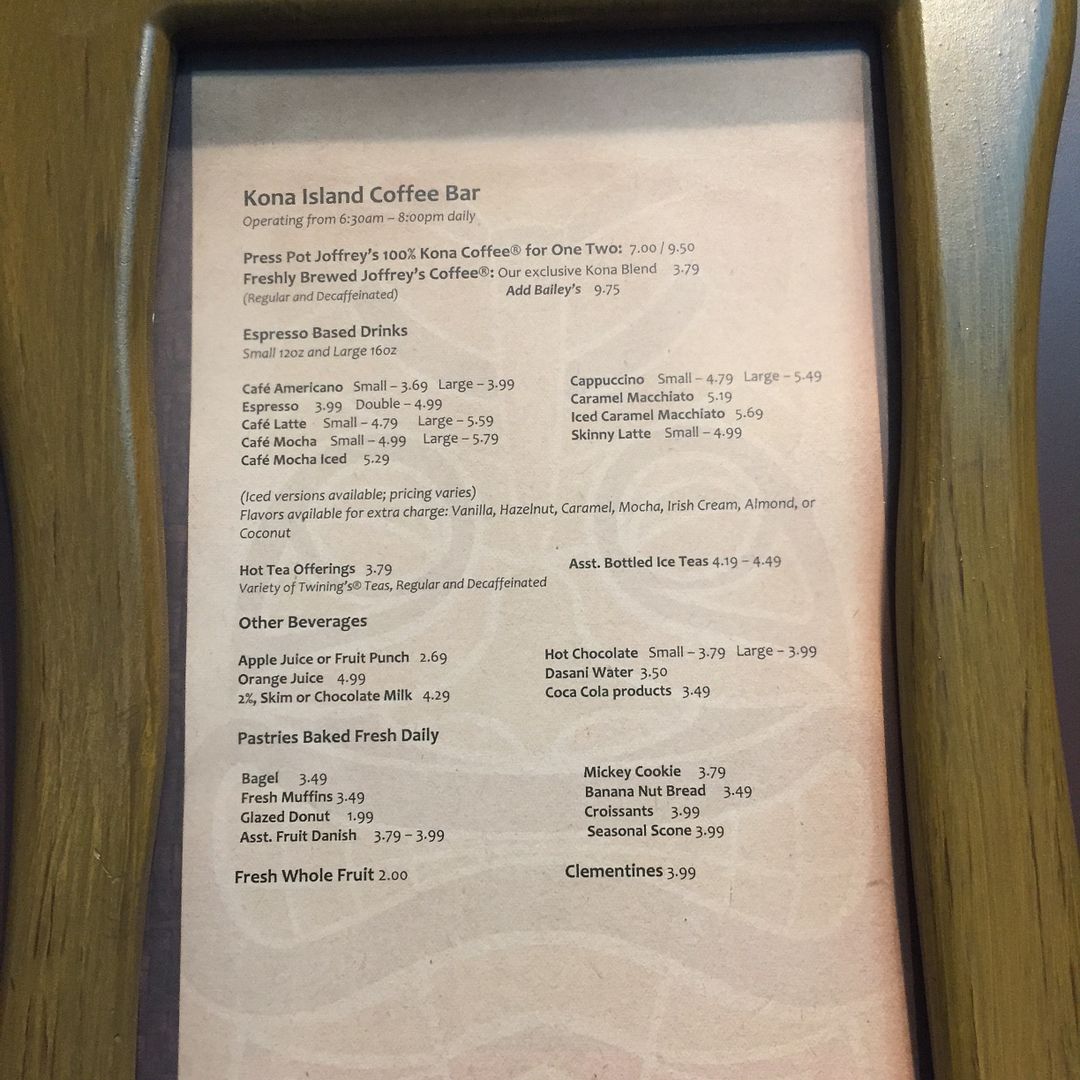 Kona Island Coffee Bar
Operating from 6:30am – 8:00pm daily
Press Pot Joffrey's 100% Kona Coffee® for One Two: 7.00 / 9.50
Freshly Brewed Joffrey's Coffee®: Our exclusive Kona Blend 3.79
(Regular and Decaffeinated) Add Bailey's 9.75
Espresso Based Drinks
Small 12oz and Large 16oz
Café Americano Small – 3.69 Large – 3.99
Espresso 3.99 Double – 4.99
Café Latte Small – 4.79 Large – 5.59
Café Mocha Small – 4.99 Large – 5.79
Café Mocha Iced 5.29
Cappuccino Small – 4.79 Large – 5.49
Caramel Macchiato 5.19
Iced Caramel Macchiato 5.69
Skinny Latte Small – 4.99
(Iced versions available; pricing varies)
Flavors available for extra charge: Vanilla, Hazelnut, Caramel, Mocha, Irish Cream, Almond, or
Coconut
Hot Tea Offerings 3.79
Variety of Twining's® Teas, Regular and Decaffeinated
Asst. Bottled Ice Teas 4.19 – 4.49
Other Beverages
Apple Juice or Fruit Punch 2.69
Orange Juice 4.99
2%, Skim or Chocolate Milk 4.29
Hot Chocolate Small – 3.79 Large – 3.99
Dasani Water 3.50
Coca Cola products 3.49
Pastries Baked Fresh Daily
Bagel 3.49
Fresh Muffins 3.49
Glazed Donut 1.99
Asst. Fruit Danish 3.79 – 3.99
Mickey Cookie 3.79
Banana Nut Bread 3.49
Croissants 3.99
Seasonal Scone 3.99
Fresh Whole Fruit 2.00
Clementines 3.99